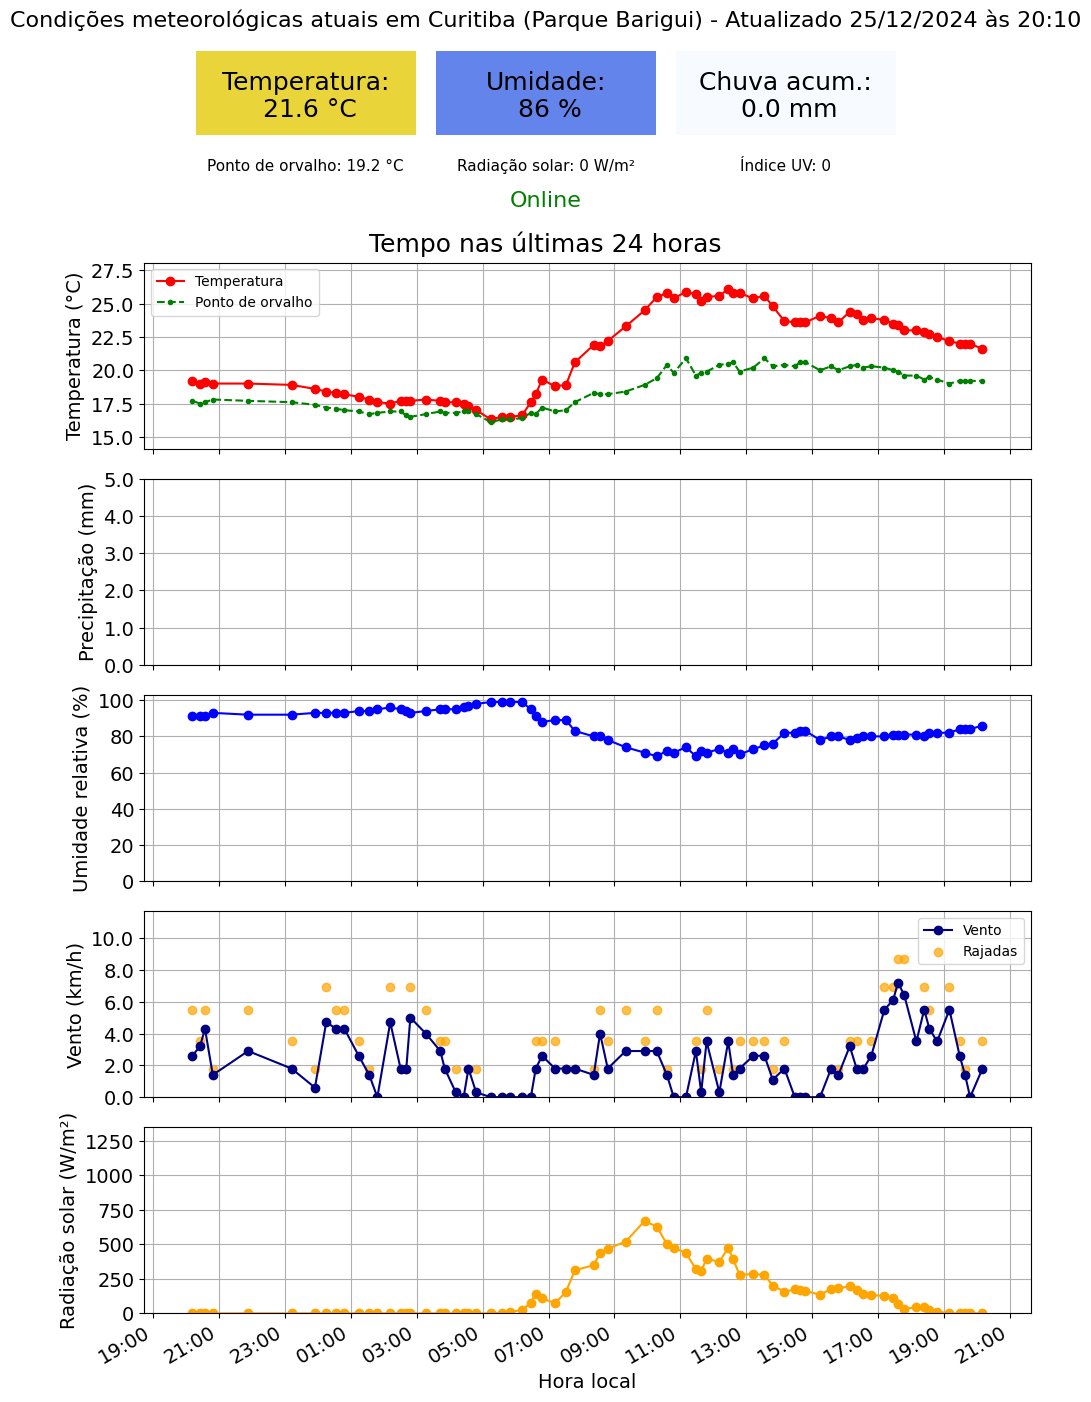 Condições meteorológicas atuais em Curitiba (Parque Barigui) - Atualizado 25/12/2024 às 20:10
Temperatura:
21.6 °C
Umidade:
86 %
Chuva acum.:
0.0 mm
Ponto de orvalho: 19.2 °C
Radiação solar: 0 W/m²
Índice UV: 0
Online
Tempo nas últimas 24 horas
Temperatura (°C)
27.5
25.0
22.5
20.0
17.5
15.0
Temperatura
Ponto de orvalho
Precipitação (mm)
5.0
4.0
3.0
2.0
1.0
0.0
Umidade relativa (%)
100
80
60
40
20
0
Vento (km/h)
10.0
8.0
6.0
4.0
2.0
0.0
Vento
Rajadas
Radiação solar (W/m²)
1250
1000
750
500
250
0
19:00
21:00
23:00
01:00
03:00
05:00
07:00
09:00
11:00
13:00
15:00
17:00
19:00
21:00
Hora local